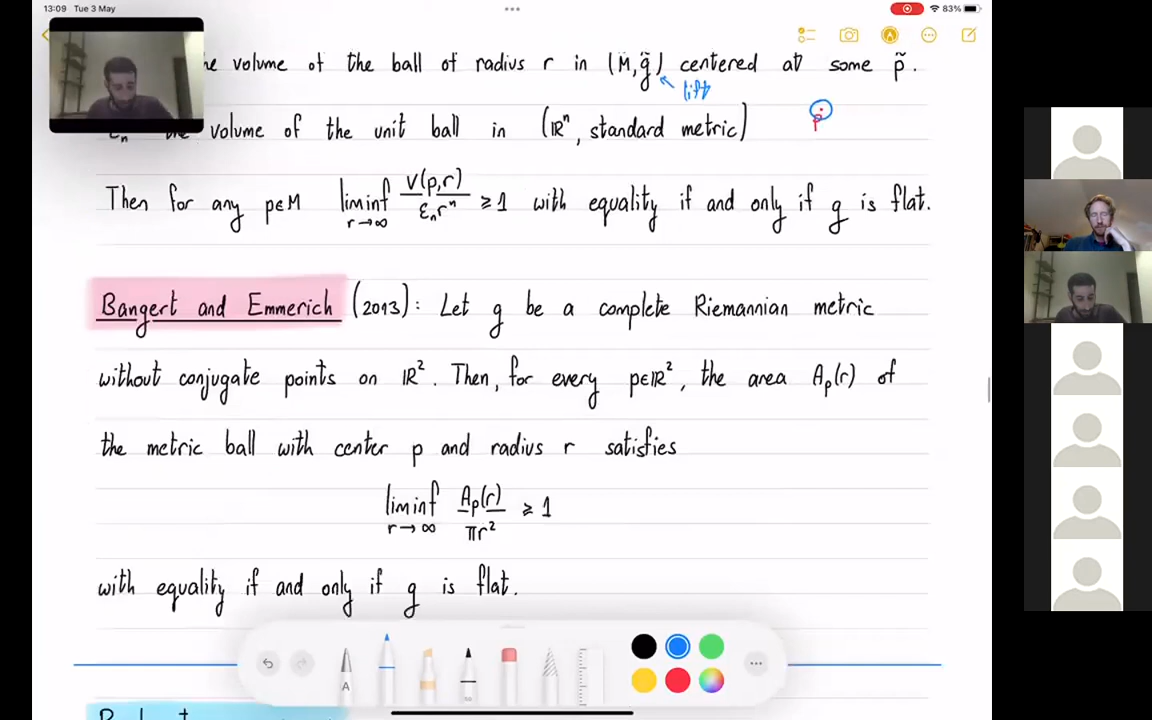 13:09 Tue 3 May
83%
volume of the ball of radius r in (M̃, g̃) centered at some p̃.
lift
p
volume of the unit ball in (ℝⁿ, standard metric)
Then for any p∈M liminf r→∞ V(p,r)/εₙrⁿ ≥ 1 with equality if and only if g is flat.
Bangert and Emmerich (2013): Let g be a complete Riemannian metric
without conjugate points on ℝ². Then, for every p∈ℝ², the area Aₚ(r) of
the metric ball with center p and radius r satisfies
liminf r→∞ Aₚ(r)/πr² ≥ 1
with equality if and only if g is flat.
A
50